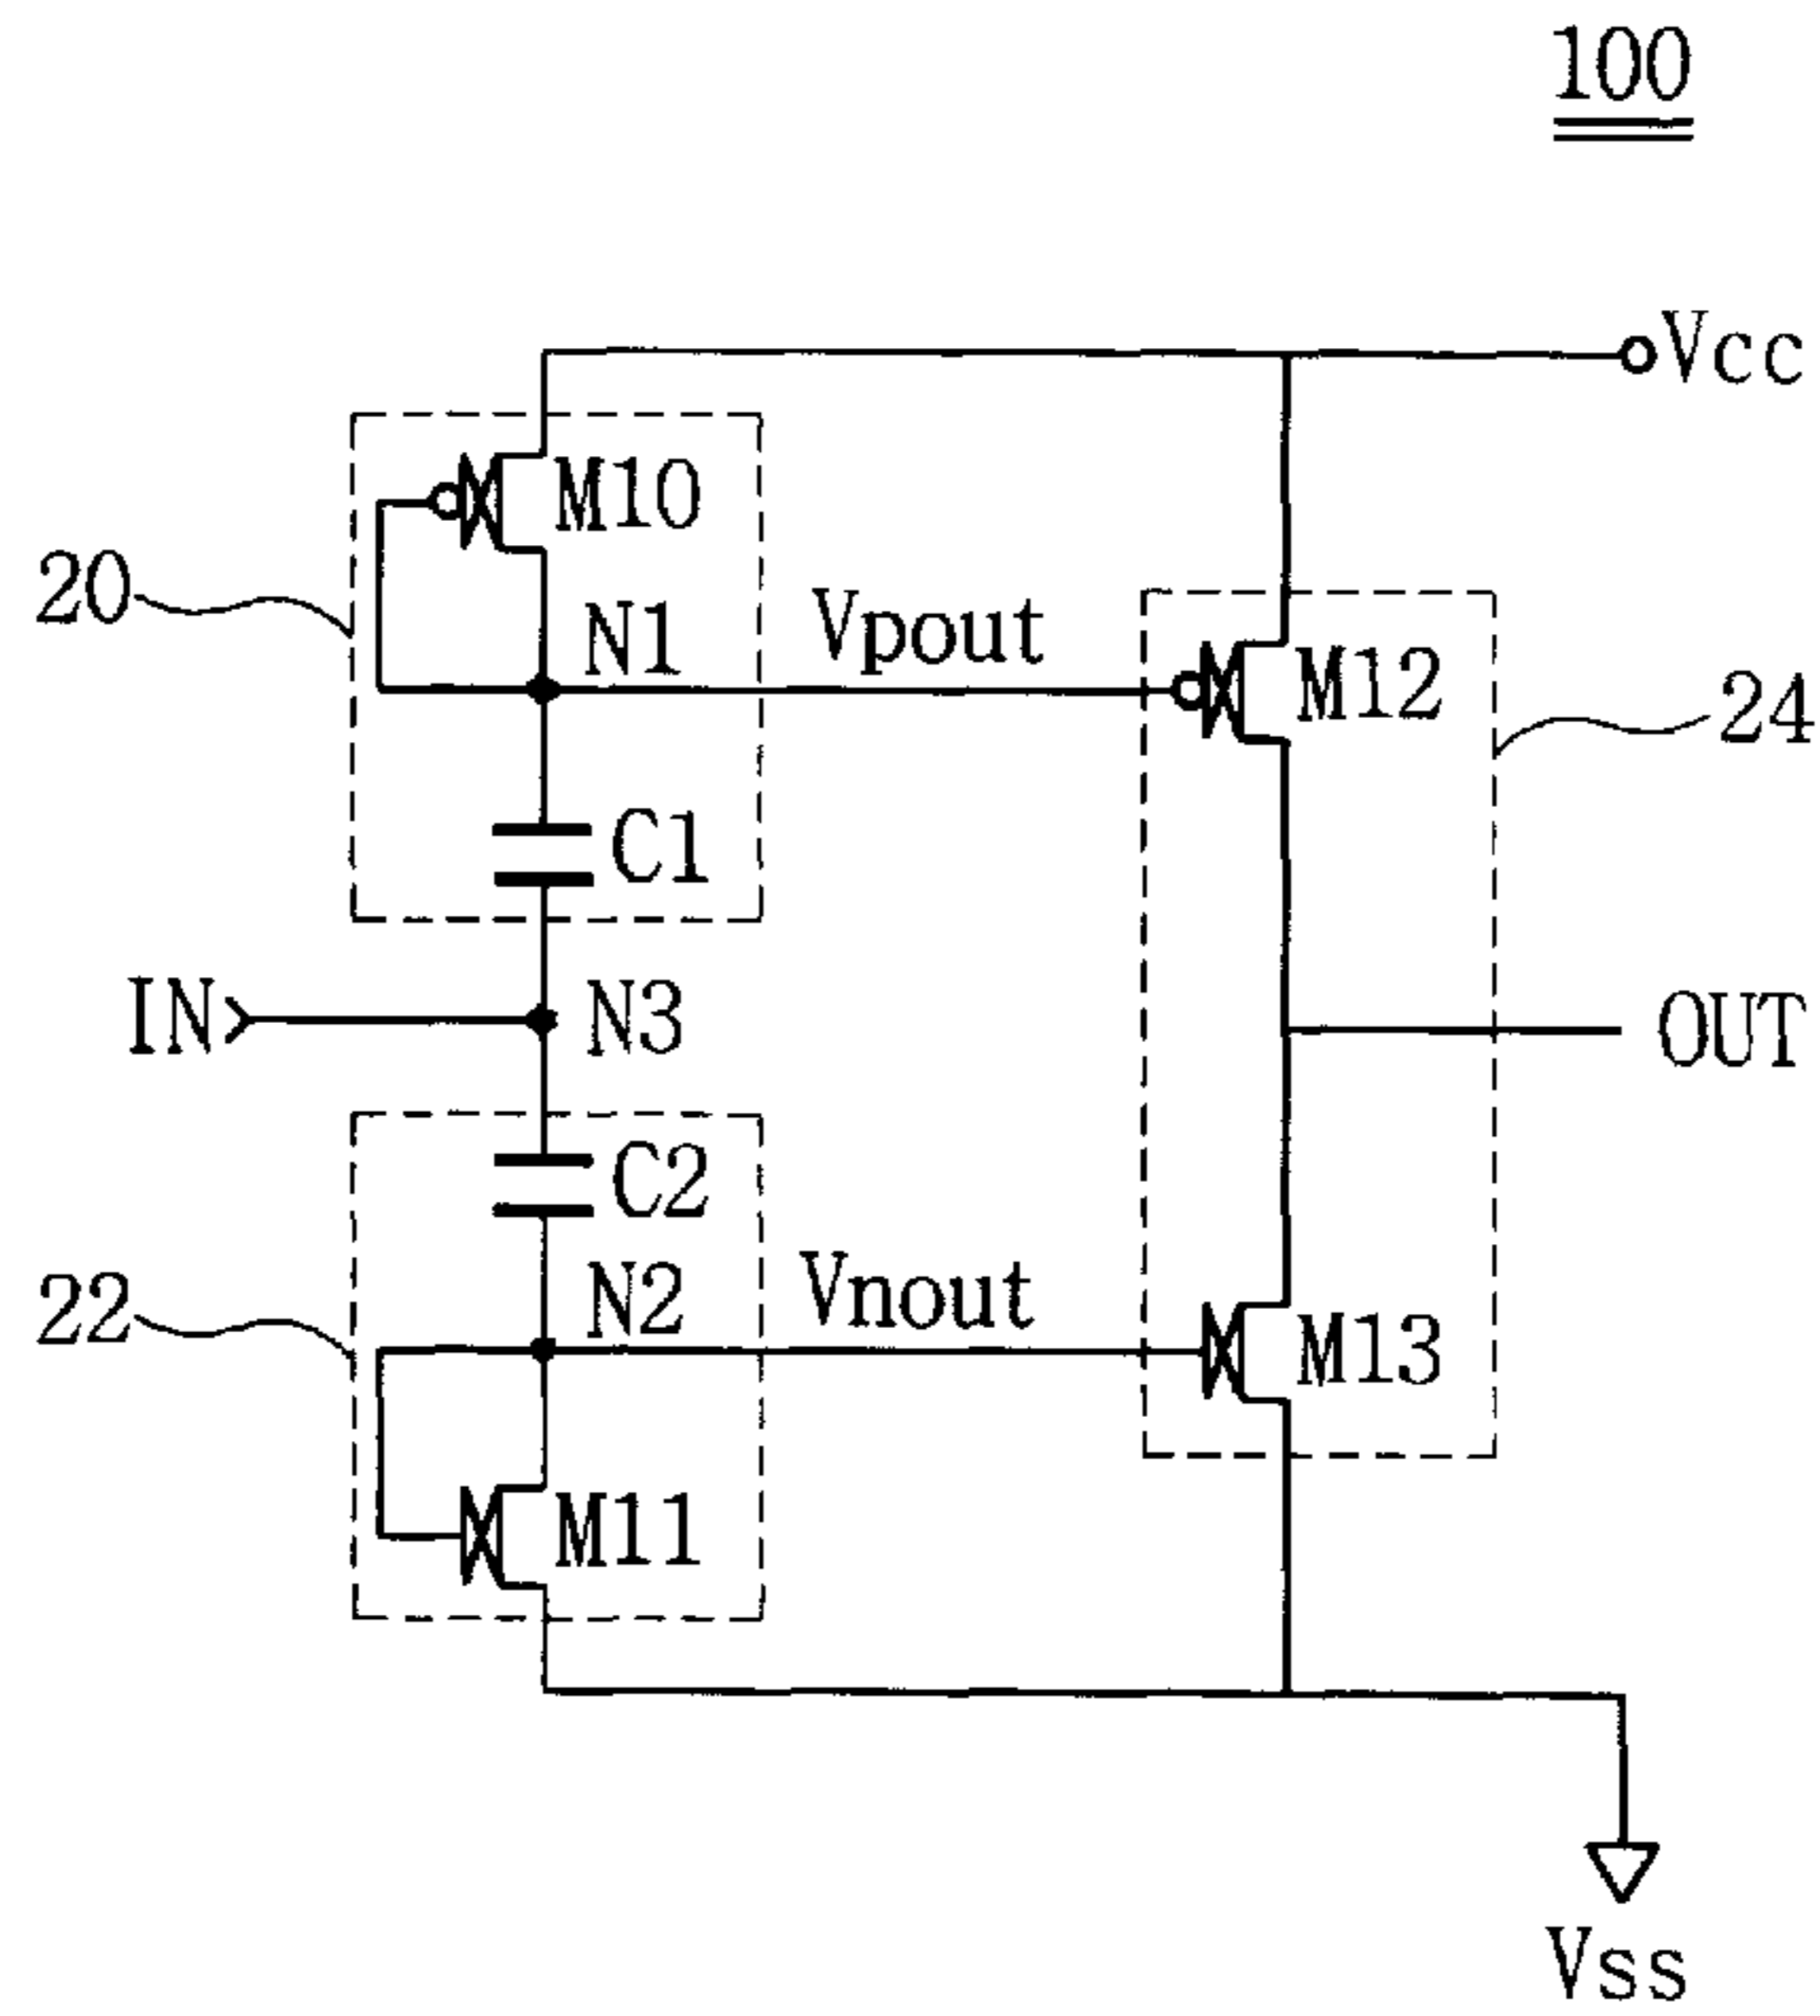 100
Vcc
M10
20
N1
Vpout
M12
24
C1
IN
N3
OUT
C2
22
N2
Vnout
M13
M11
Vss